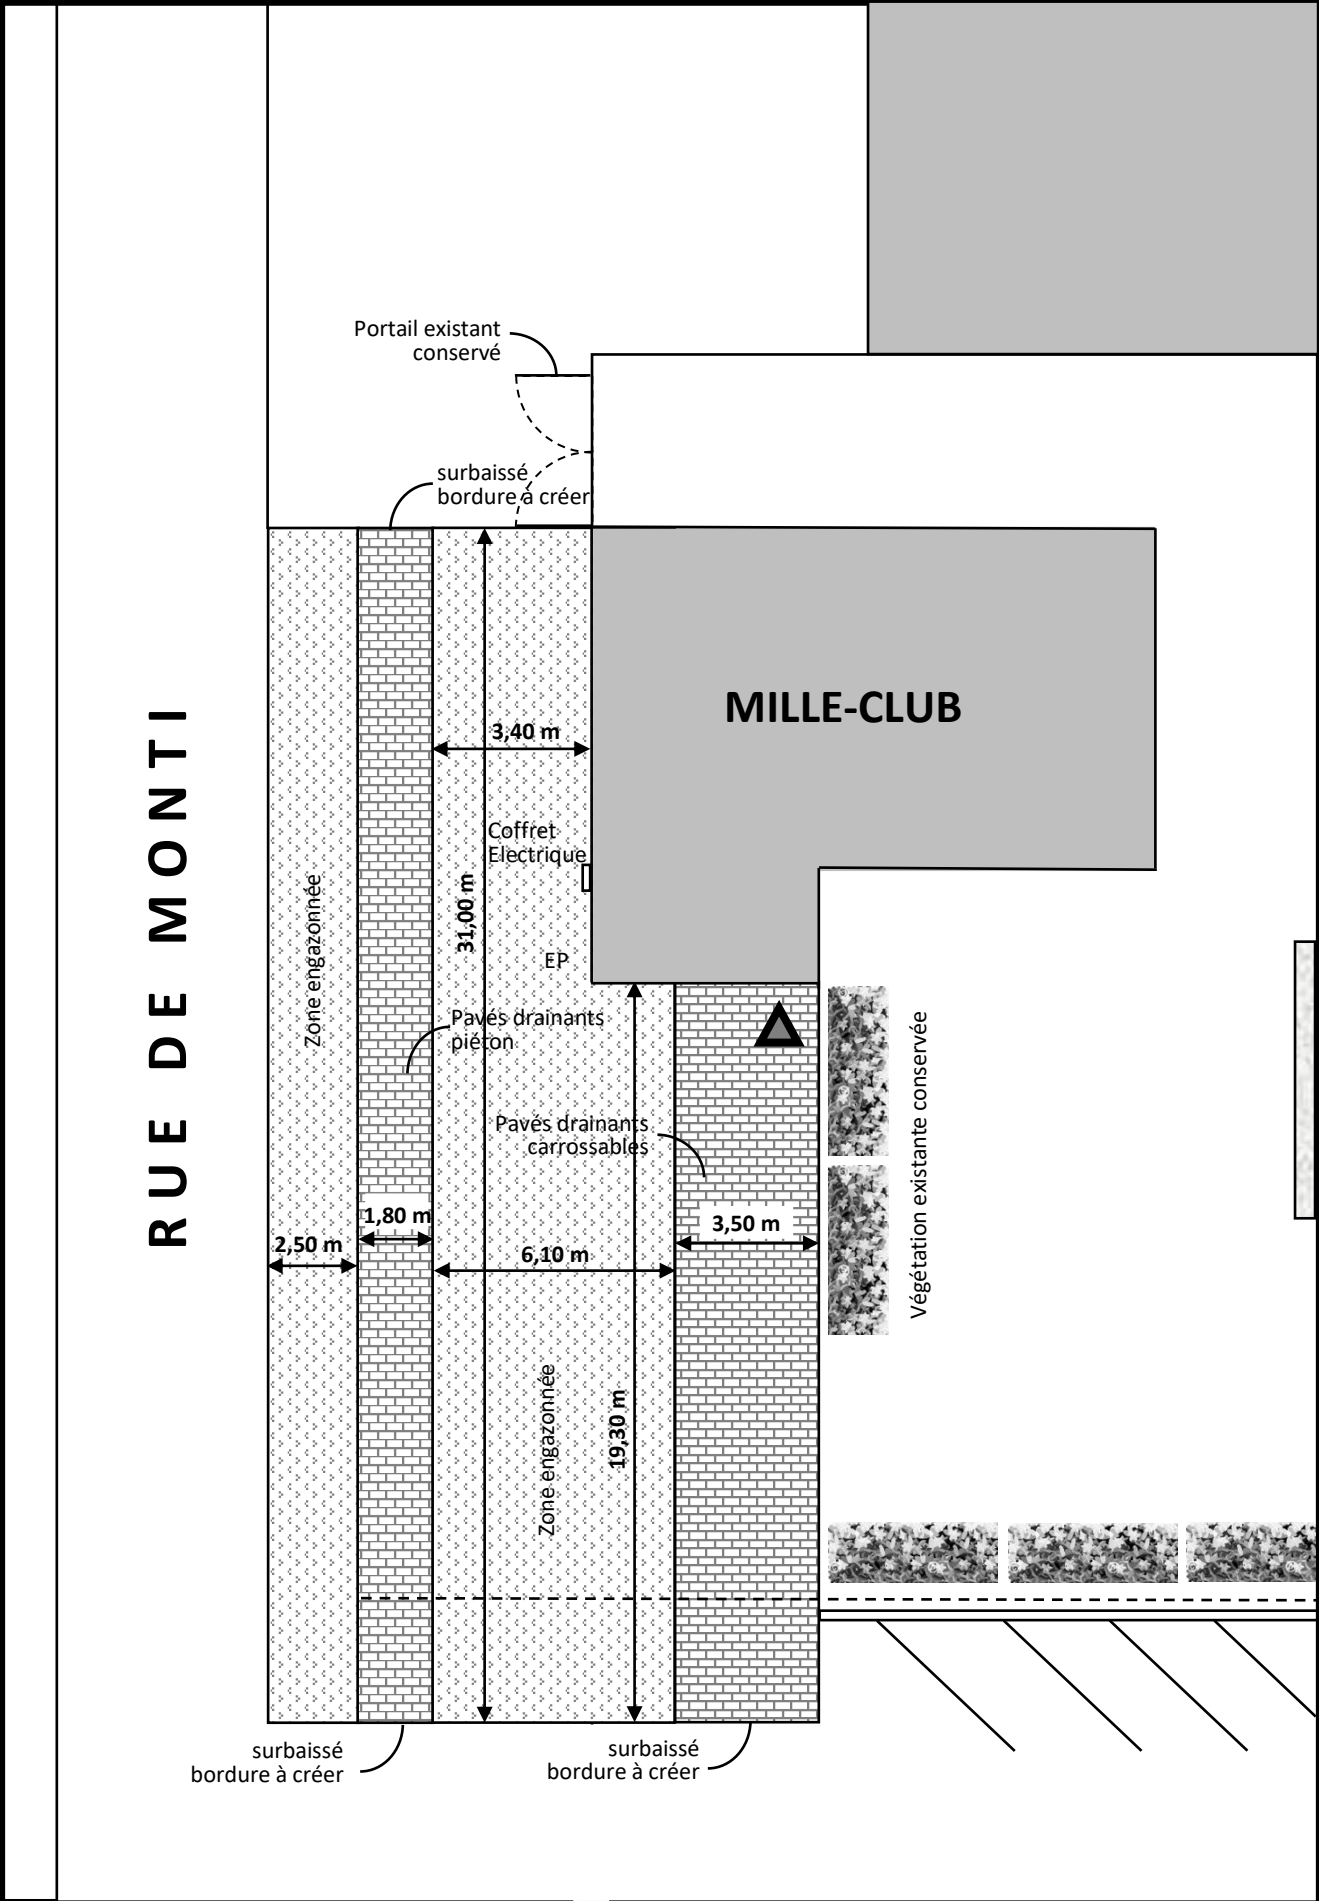 Portail existant
conservé
surbaissé
bordure à créer
MILLE-CLUB
3,40 m
RUE DE MONTI
Coffret
Electrique
Zone engazonnée
31,00 m
EP
Pavés drainants
piéton
Végétation existante conservée
Pavés drainants
carrossables
1,80 m
3,50 m
2,50 m
6,10 m
Zone engazonnée
19,30 m
surbaissé
bordure à créer
surbaissé
bordure à créer